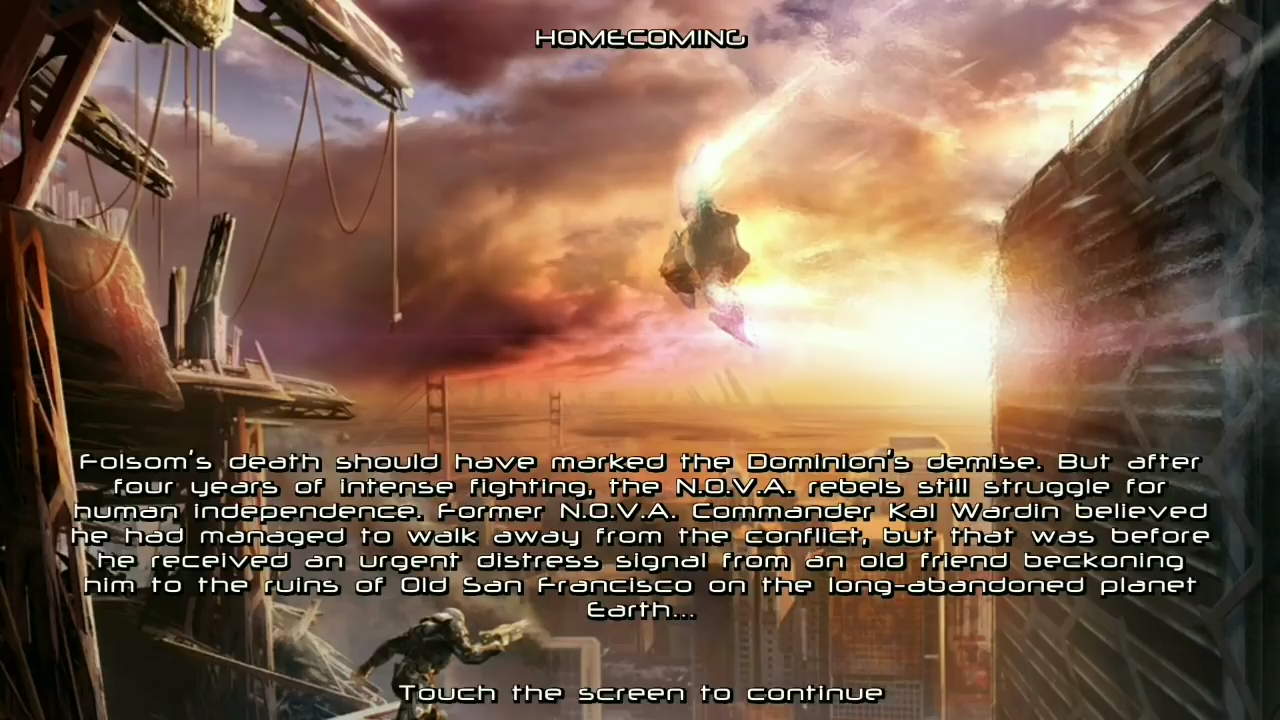 HOMECOMING
Folsom's death should have marked the Dominion's demise. But after
four years of intense fighting, the N.O.V.A. rebels still struggle for
human independence. Former N.O.V.A. Commander Kal Wardin believed
he had managed to walk away from the conflict, but that was before
he received an urgent distress signal from an old friend beckoning
him to the ruins of Old San Francisco on the long-abandoned planet
Earth...
Touch the screen to continue